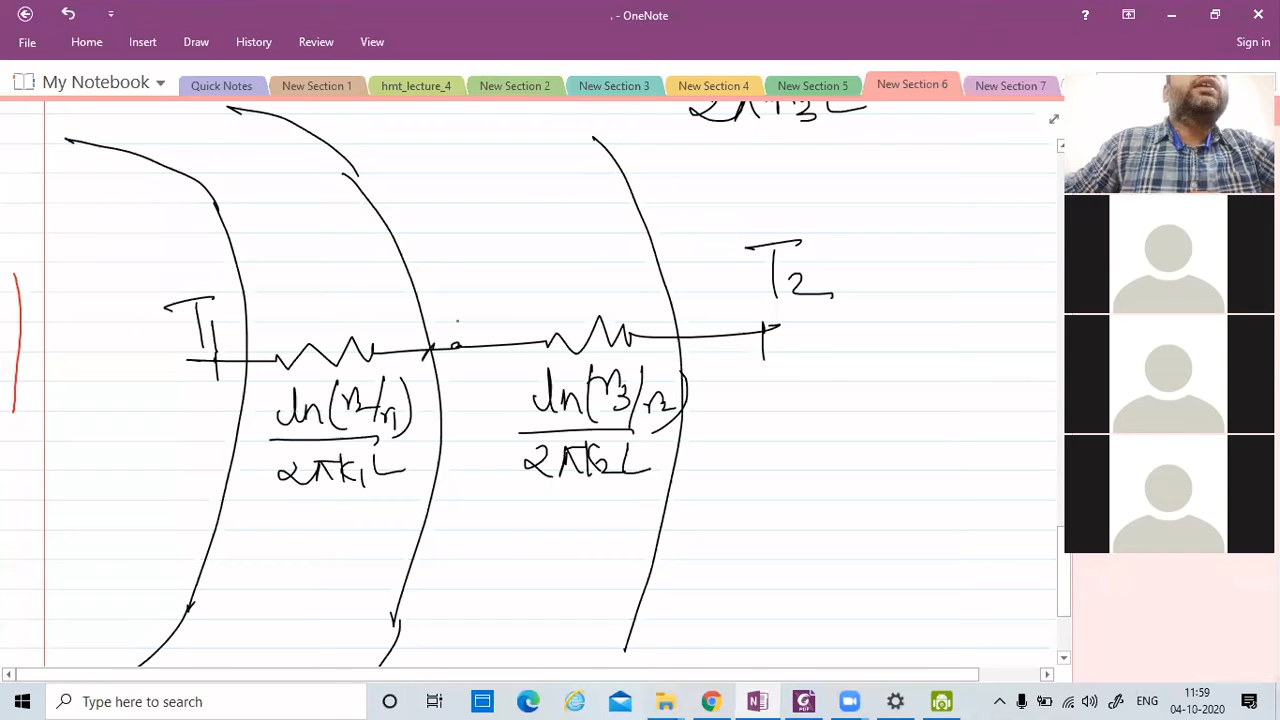 . - OneNote
File Home Insert Draw History Review View Sign in
My Notebook Quick Notes New Section 1 hmt_lecture_4 New Section 2 New Section 3 New Section 4 New Section 5 New Section 6 New Section 7
T1
T2
ln(r2/r1)
2πk1L
ln(r3/r2)
2πk2L
Type here to search
ENG
1:59
04-10-2020